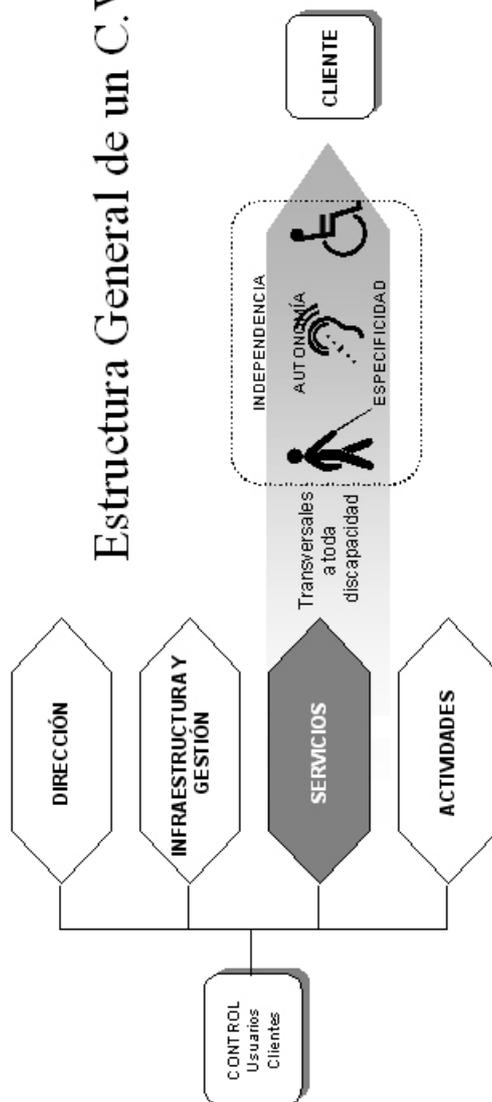 Estructura General de un C.V
CONTROL
Usuarios
Clientes
DIRECCIÓN
INFRAESTRUCTURA Y
GESTIÓN
SERVICIOS
ACTIVIDADES
Transversales
a toda
discapacidad
INDEPENDENCIA
AUTONOMÍA
ESPECIFICIDAD
CLIENTE